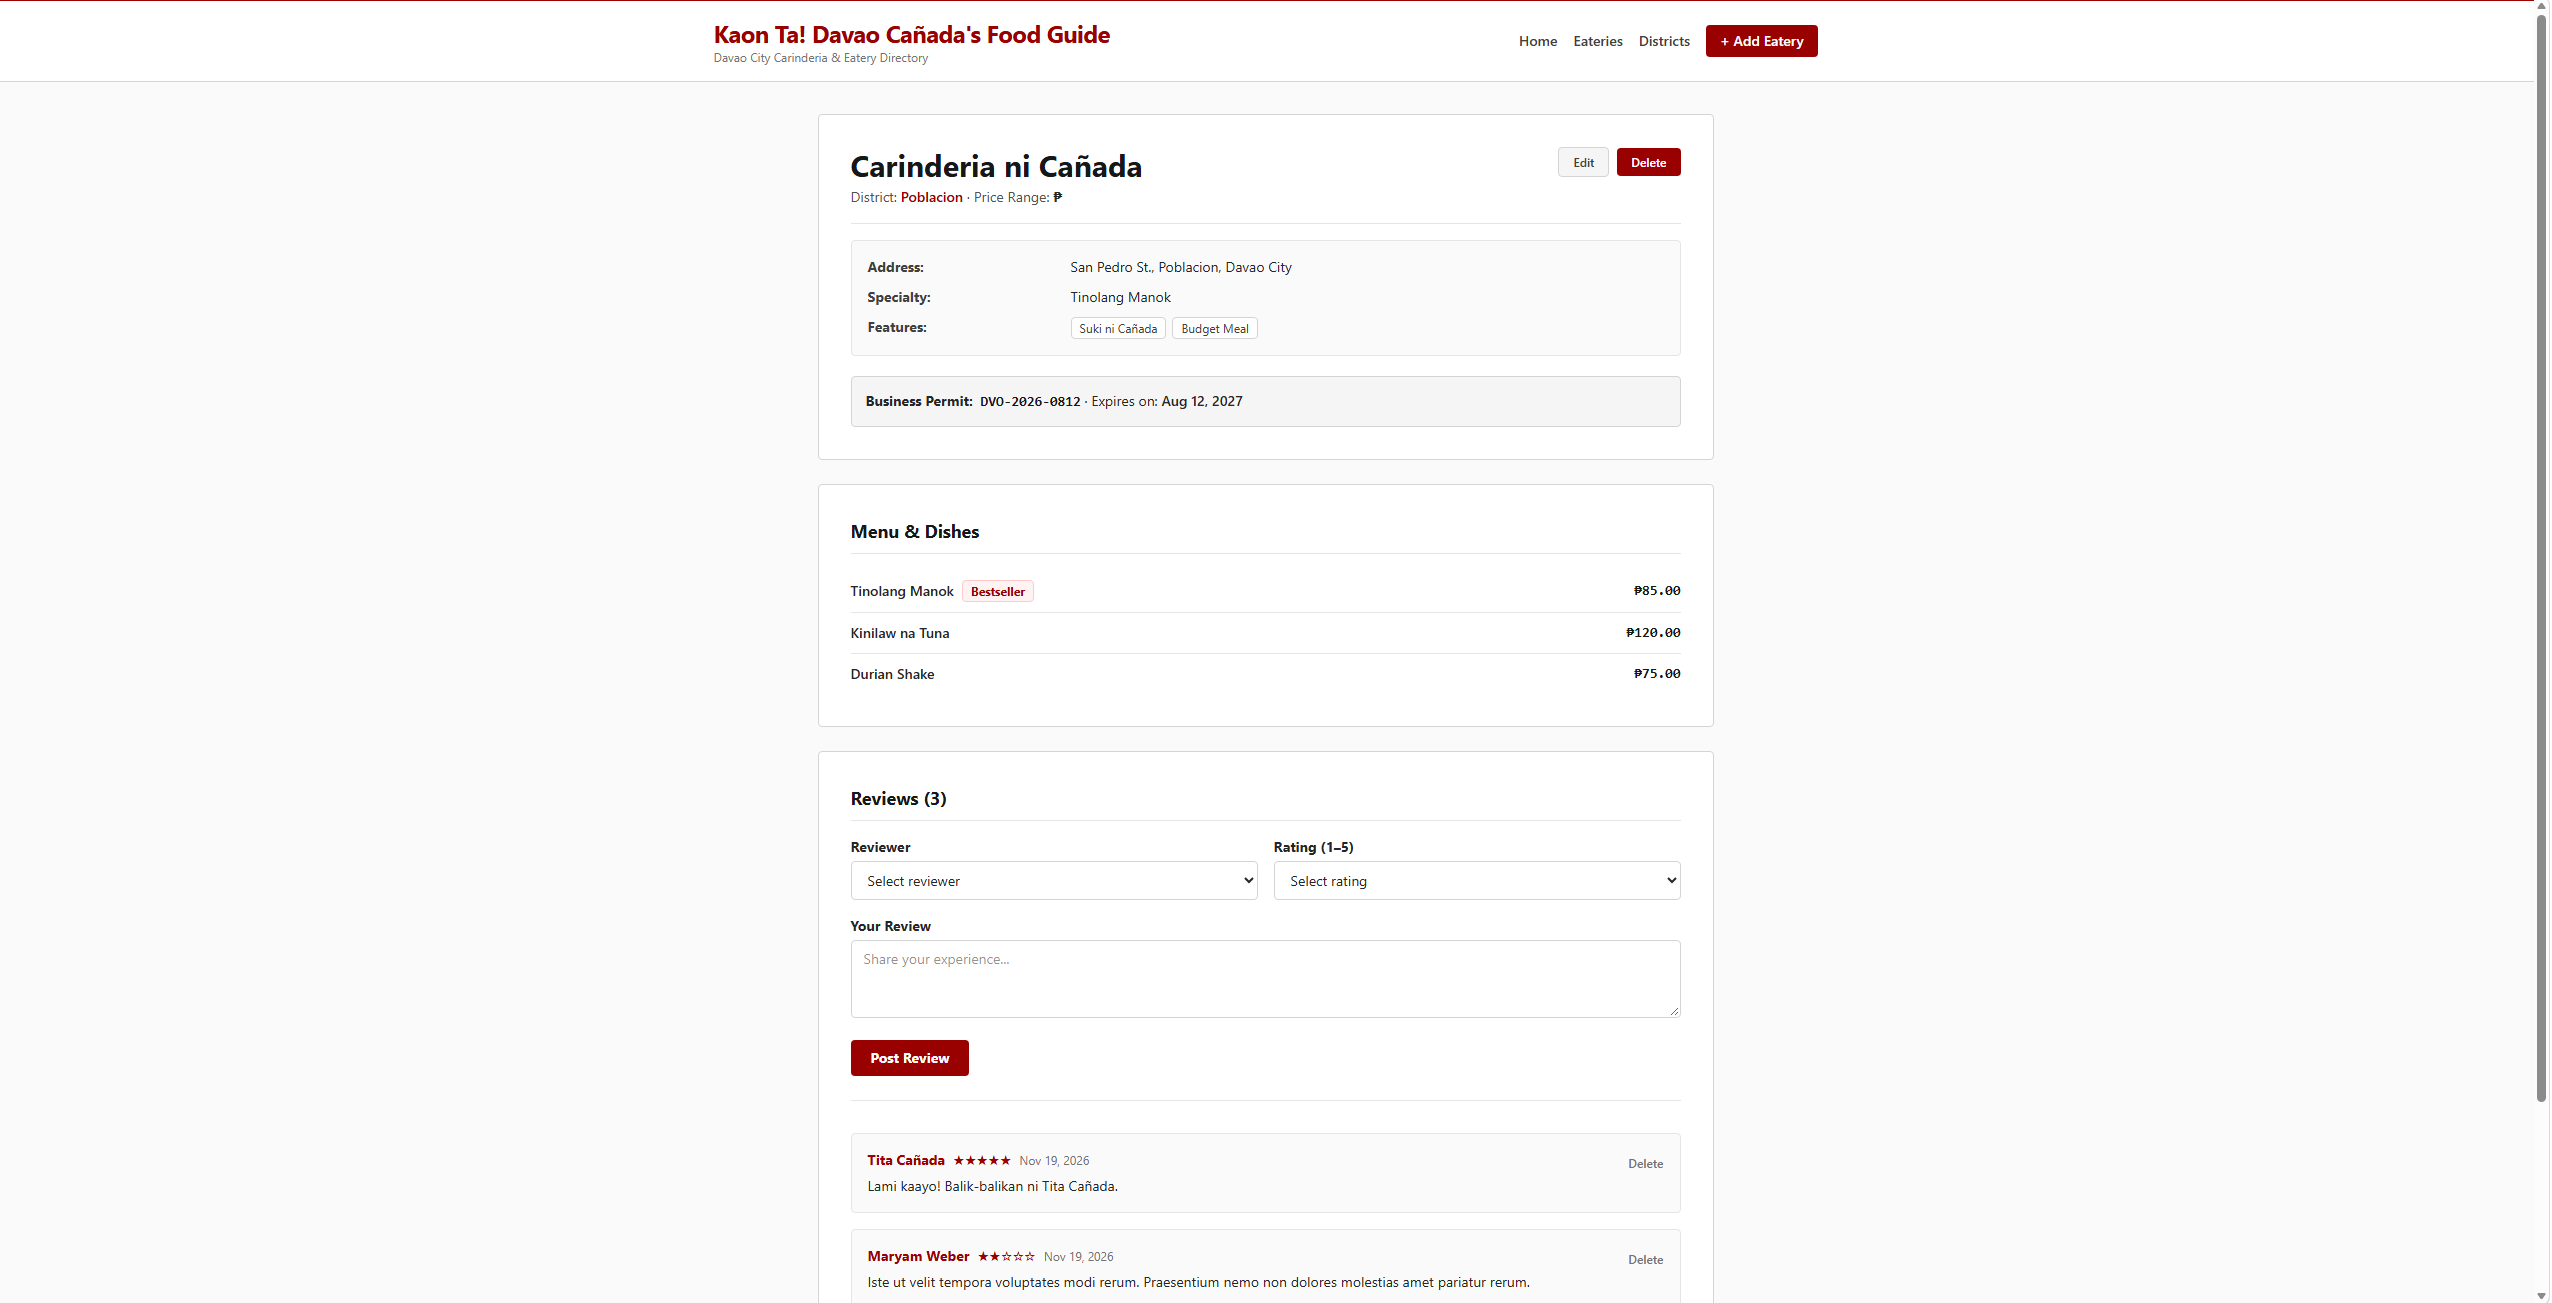 Kaon Ta! Davao Cañada's Food Guide
Davao City Carinderia & Eatery Directory
Home Eateries Districts + Add Eatery
Carinderia ni Cañada
Edit Delete
District: Poblacion · Price Range: ₱
Address: San Pedro St., Poblacion, Davao City
Specialty: Tinolang Manok
Features: Suki ni Cañada Budget Meal
Business Permit: DVO-2026-0812 · Expires on: Aug 12, 2027
Menu & Dishes
Tinolang Manok Bestseller ₱85.00
Kinilaw na Tuna ₱120.00
Durian Shake ₱75.00
Reviews (3)
Reviewer Rating (1–5)
Select reviewer Select rating
Your Review
Share your experience...
Post Review
Tita Cañada ★★★★★ Nov 19, 2026 Delete
Lami kaayo! Balik-balikan ni Tita Cañada.
Maryam Weber ★★☆☆☆ Nov 19, 2026 Delete
Iste ut velit tempora voluptates modi rerum. Praesentium nemo non dolores molestias amet pariatur rerum.